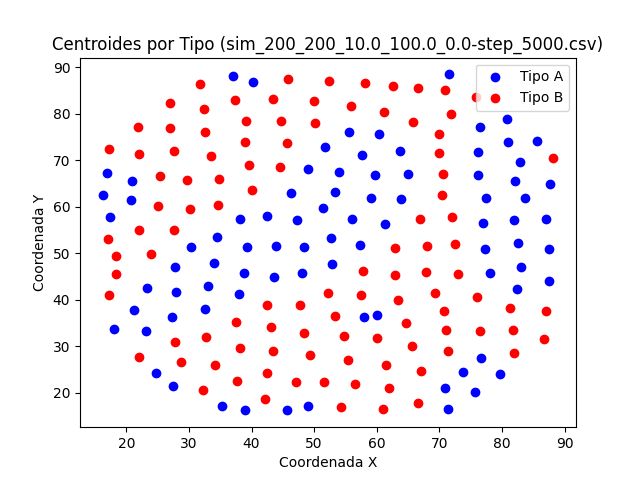 Centroides por Tipo (sim_200_200_10.0_100.0_0.0-step_5000.csv)
Tipo A
Tipo B
90
80
70
60
50
40
30
20
Coordenada Y
20 30 40 50 60 70 80 90
Coordenada X